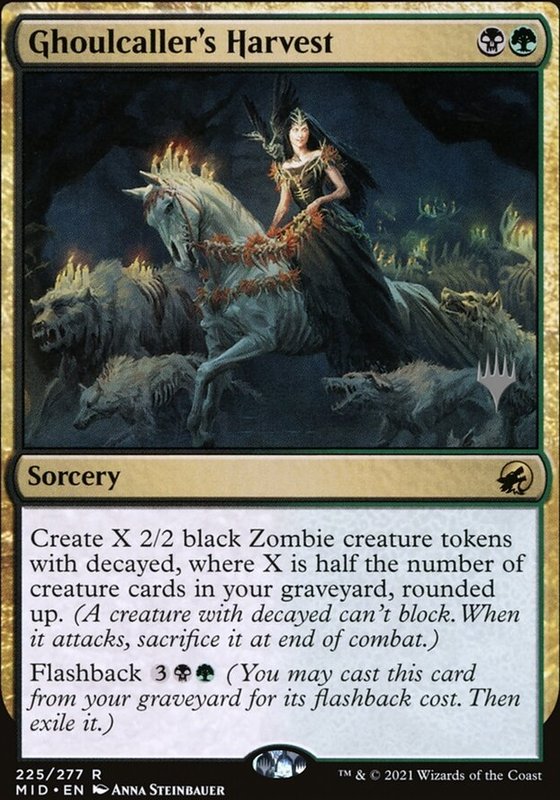 Ghoulcaller's Harvest
Sorcery
Create X 2/2 black Zombie creature tokens
with decayed, where X is half the number of
creature cards in your graveyard, rounded
up. (A creature with decayed can't block. When
it attacks, sacrifice it at end of combat.)
Flashback 3 (You may cast this card
from your graveyard for its flashback cost. Then
exile it.)
225/277 R
MID • EN Anna Steinbauer
™ & © 2021 Wizards of the Coast